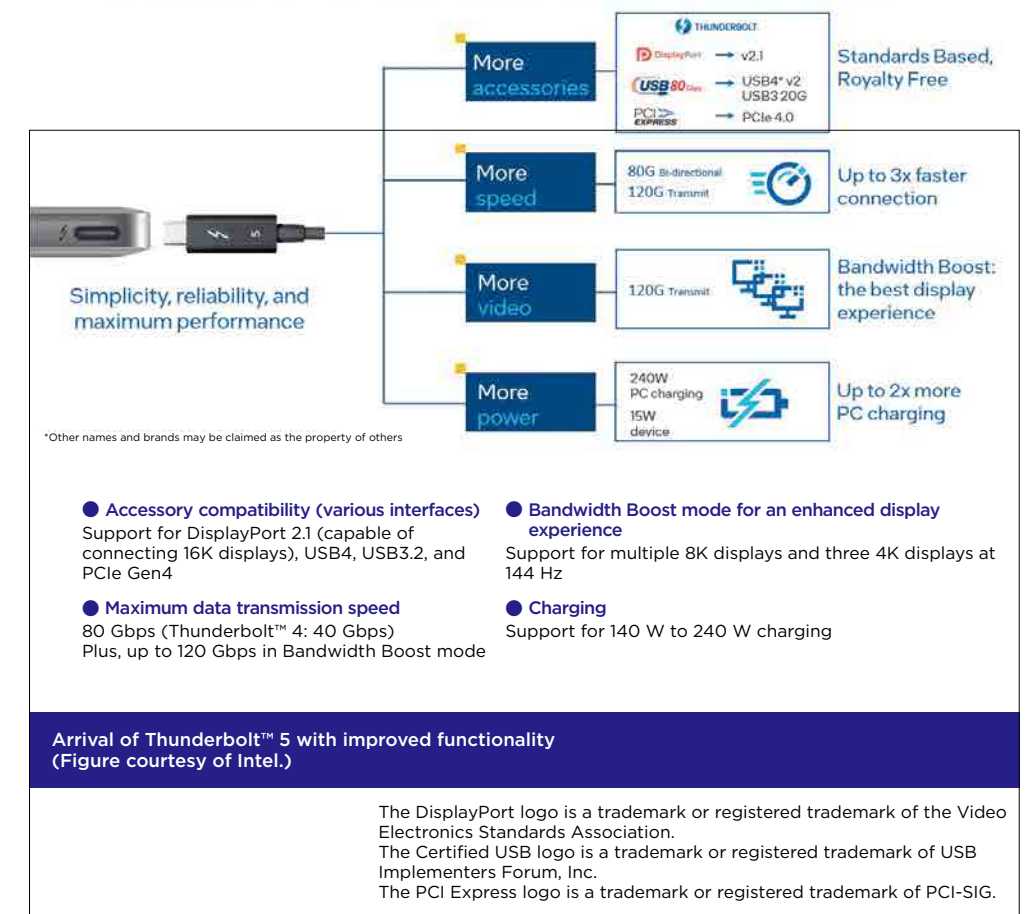 THUNDERBOLT
More
accessories
DisplayPort → v2.1
USB 80Gbps → USB4* v2
USB3 20G
PCI EXPRESS → PCIe 4.0
Standards Based,
Royalty Free
More
speed
80G Bi-directional
120G Transmit
Up to 3x faster
connection
5
Simplicity, reliability, and
maximum performance
More
video
120G Transmit
Bandwidth Boost:
the best display
experience
More
power
240W
PC charging
15W
device
Up to 2x more
PC charging
*Other names and brands may be claimed as the property of others
● Accessory compatibility (various interfaces)
Support for DisplayPort 2.1 (capable of
connecting 16K displays), USB4, USB3.2, and
PCIe Gen4
● Maximum data transmission speed
80 Gbps (Thunderbolt™ 4: 40 Gbps)
Plus, up to 120 Gbps in Bandwidth Boost mode
● Bandwidth Boost mode for an enhanced display
experience
Support for multiple 8K displays and three 4K displays at
144 Hz
● Charging
Support for 140 W to 240 W charging
Arrival of Thunderbolt™ 5 with improved functionality
(Figure courtesy of Intel.)
The DisplayPort logo is a trademark or registered trademark of the Video
Electronics Standards Association.
The Certified USB logo is a trademark or registered trademark of USB
Implementers Forum, Inc.
The PCI Express logo is a trademark or registered trademark of PCI-SIG.